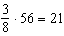 3/8 · 56 = 21